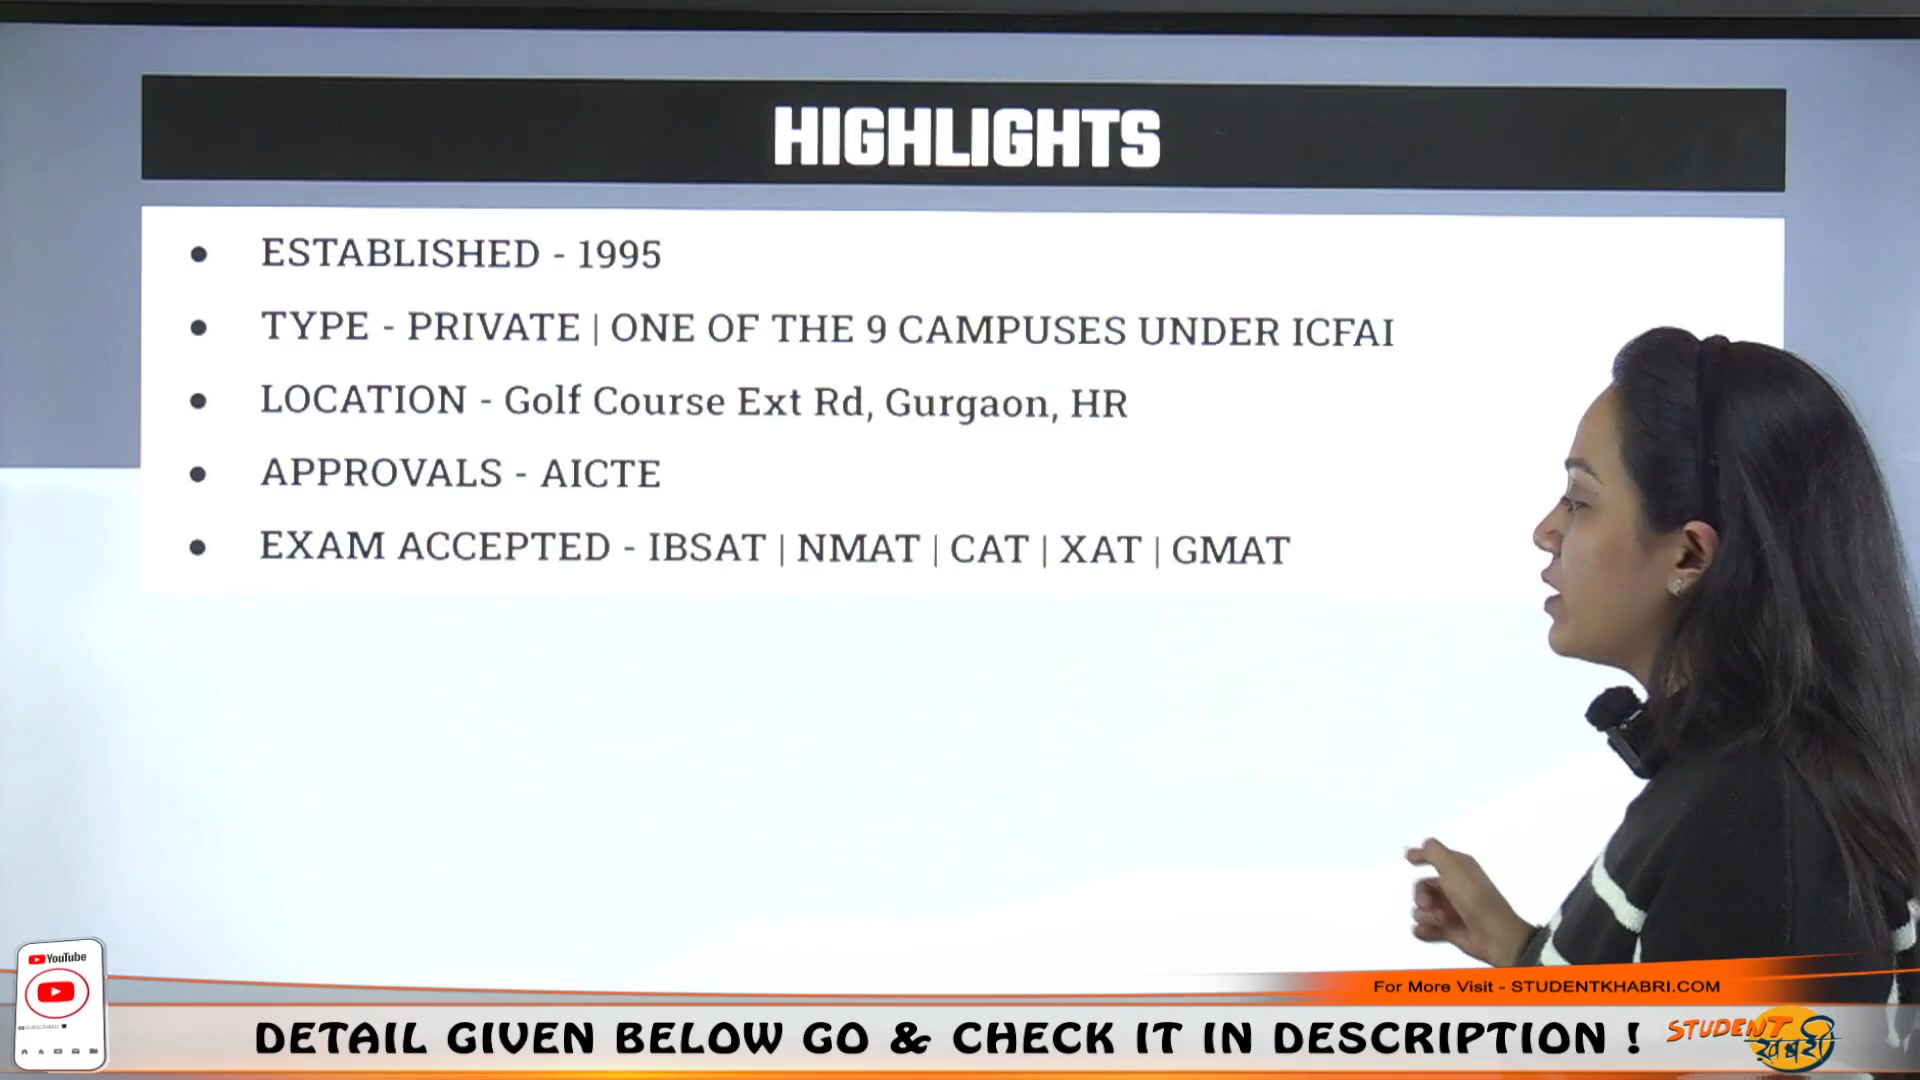 HIGHLIGHTS
● ESTABLISHED - 1995
● TYPE - PRIVATE | ONE OF THE 9 CAMPUSES UNDER ICFAI
● LOCATION - Golf Course Ext Rd, Gurgaon, HR
● APPROVALS - AICTE
● EXAM ACCEPTED - IBSAT | NMAT | CAT | XAT | GMAT
YouTube
SUBSCRIBED
For More Visit - STUDENTKHABRI.COM
DETAIL GIVEN BELOW GO & CHECK IT IN DESCRIPTION !
STUDENT
खबरी